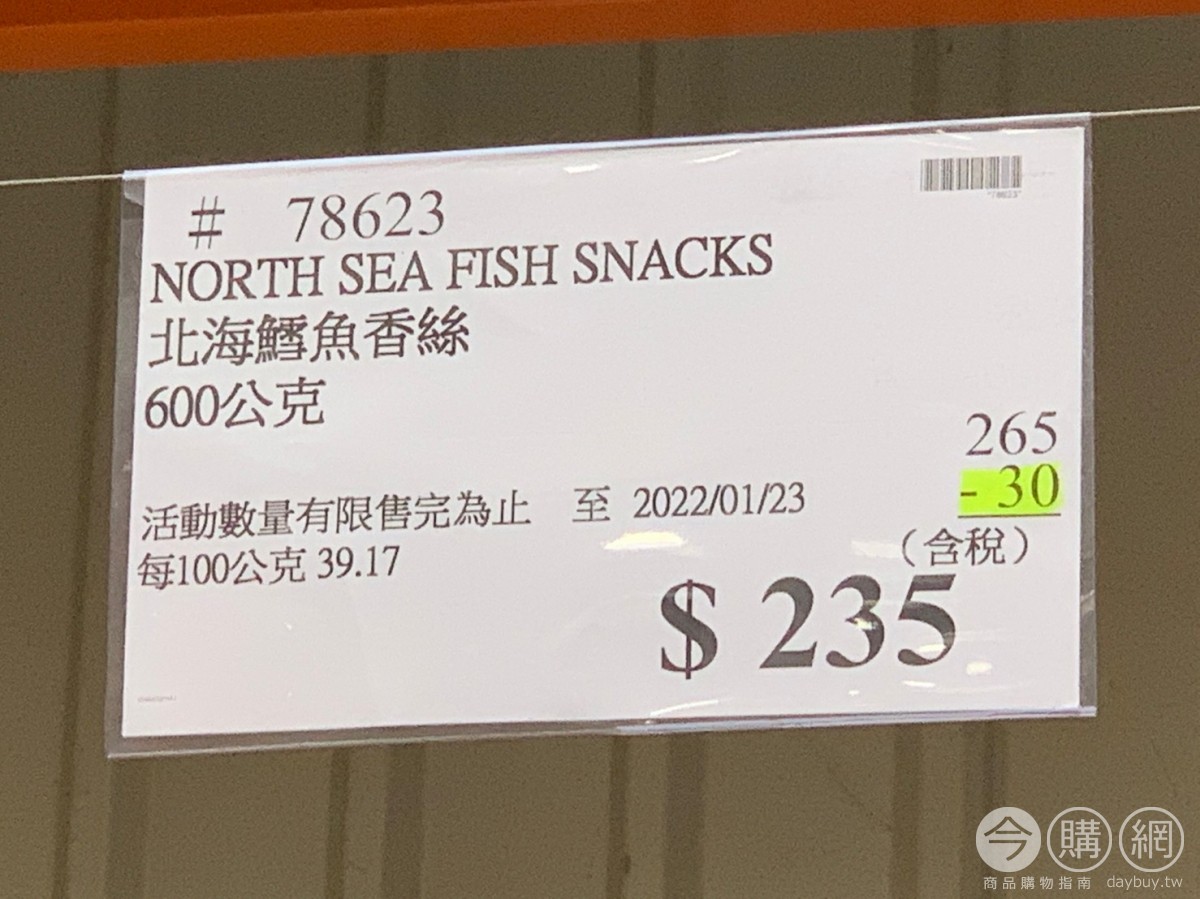 # 78623
"78623"
NORTH SEA FISH SNACKS
北海鱈魚香絲
600公克
265
- 30
活動數量有限售完為止 至 2022/01/23
(含稅)
每100公克 39.17
$ 235
今購網
商品購物指南 daybuy.tw